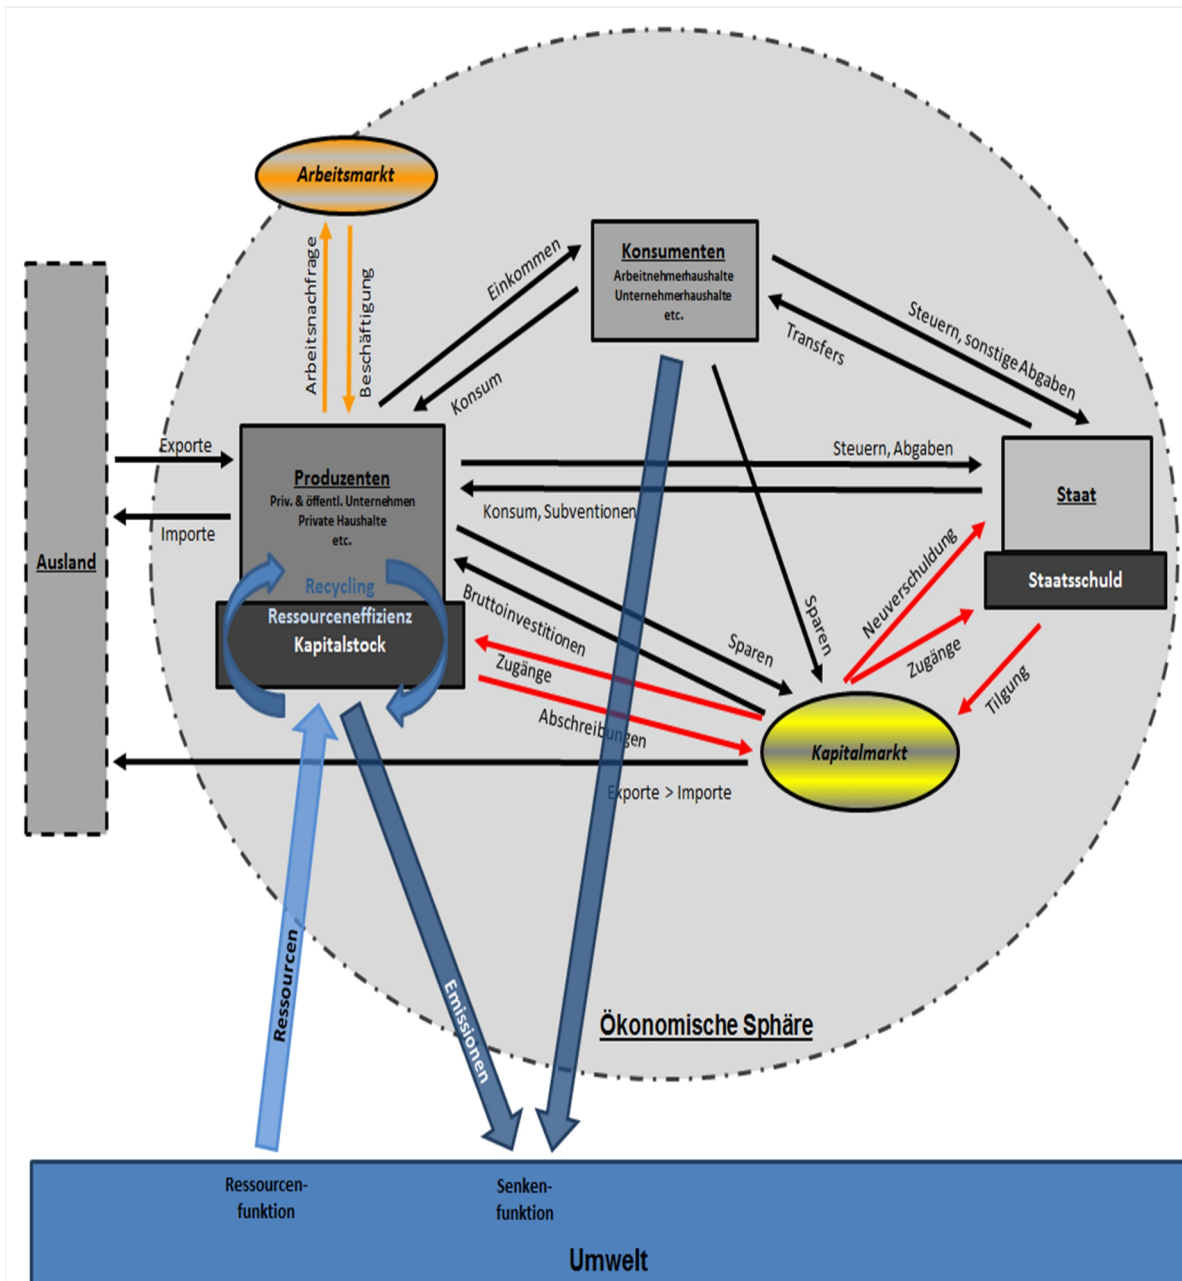 Arbeitsmarkt
Arbeitsnachfrage
Beschäftigung
Einkommen
Konsum
Konsumenten
Arbeitnehmerhaushalte
Unternehmerhaushalte
etc.
Steuern, sonstige Abgaben
Transfers
Exporte
Importe
Ausland
Produzenten
Priv. & öffentl. Unternehmen
Private Haushalte
etc.
Recycling
Ressourceneffizienz
Kapitalstock
Steuern, Abgaben
Konsum, Subventionen
Staat
Staatsschuld
Bruttoinvestitionen
Zugänge
Abschreibungen
Sparen
Sparen
Neuverschuldung
Zugänge
Tilgung
Kapitalmarkt
Exporte > Importe
Ressourcen
Emissionen
Ökonomische Sphäre
Ressourcen-
funktion
Senken-
funktion
Umwelt